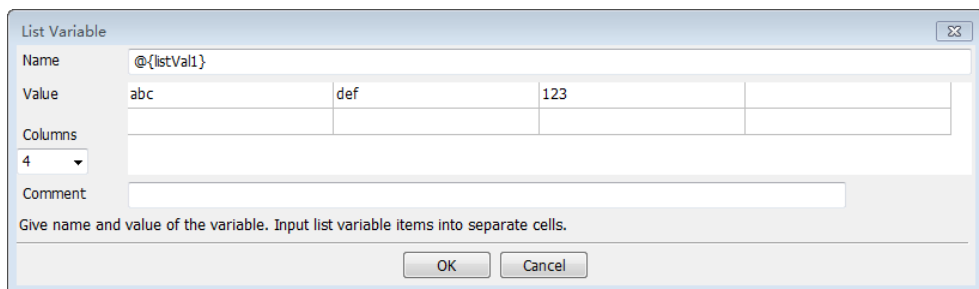 List Variable
Name @{listVal1}
Value abc def 123
Columns
4
Comment
Give name and value of the variable. Input list variable items into separate cells.
OK Cancel